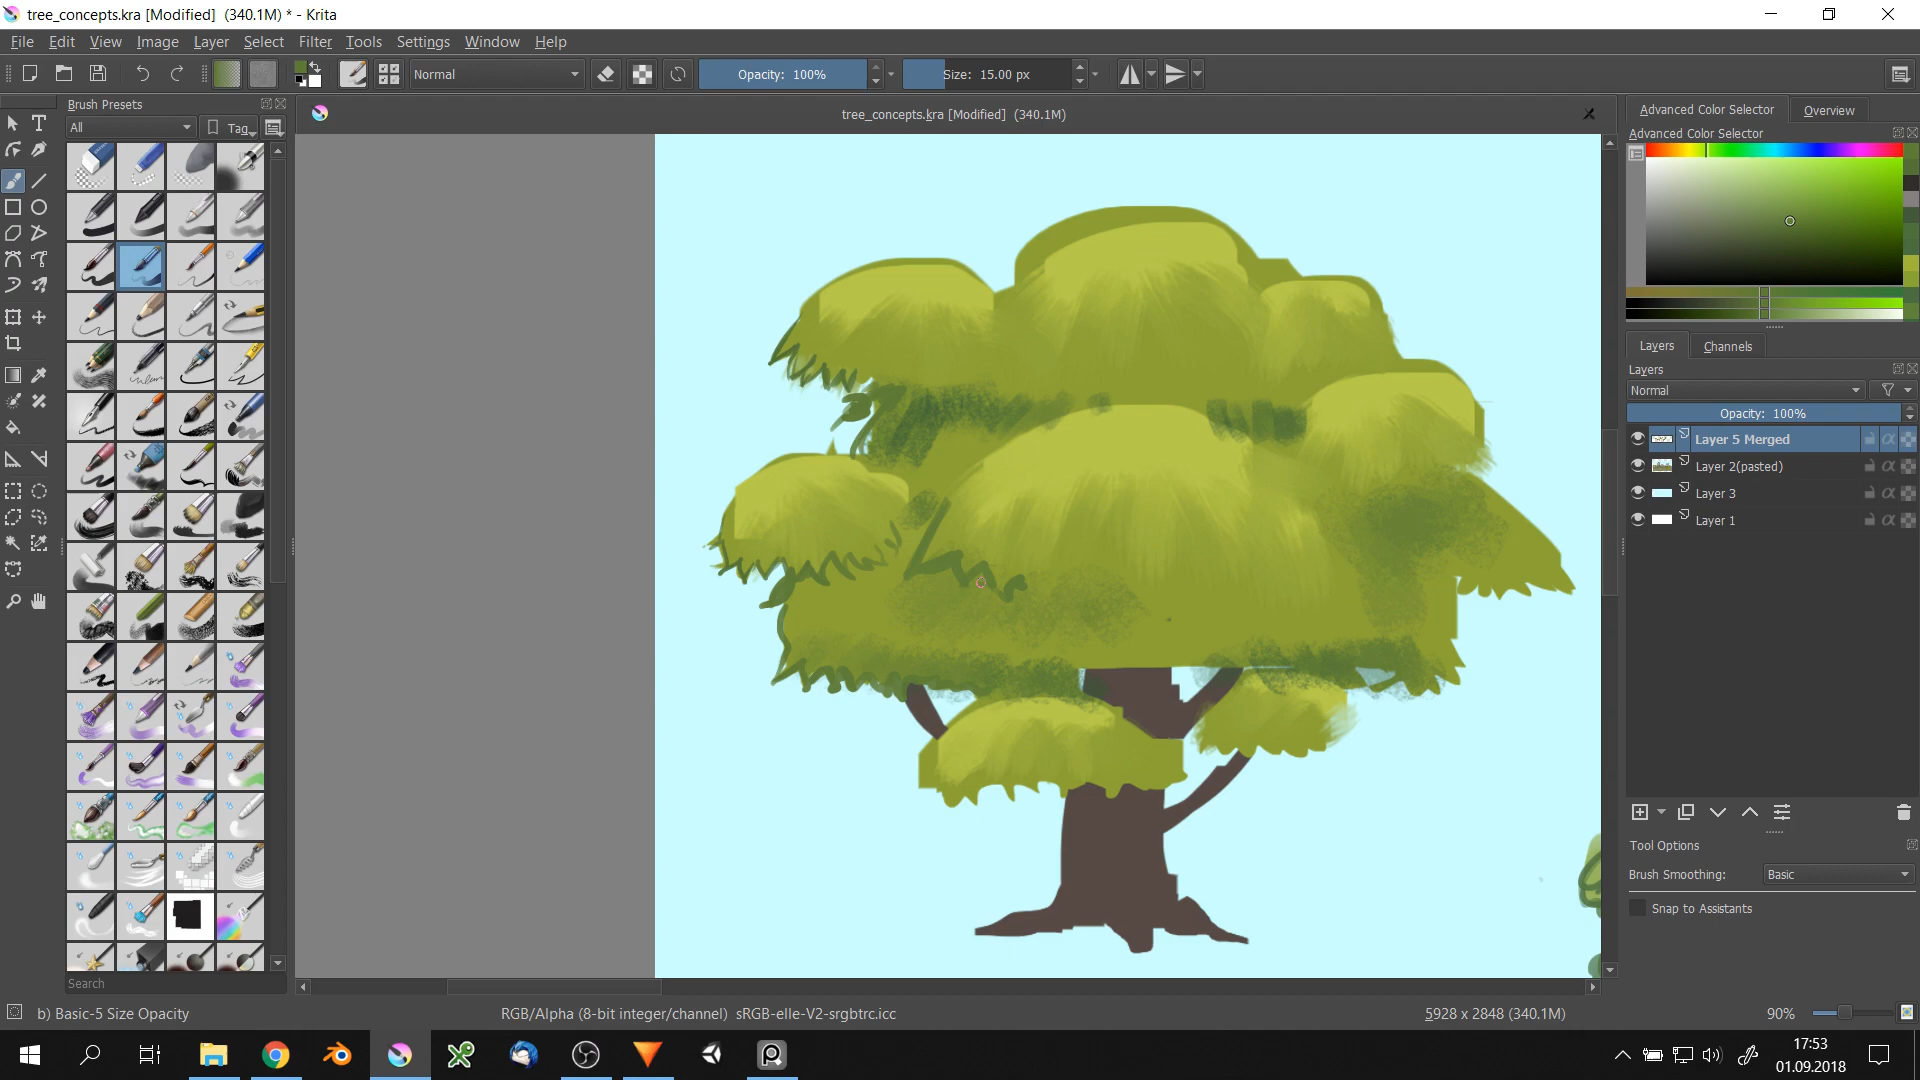 tree_concepts.kra [Modified]  (340.1M) * - Krita
File Edit View Image Layer Select Filter Tools Settings Window Help
Normal Opacity: 100% Size: 15.00 px
Brush Presets
All Tag
tree_concepts.kra [Modified]  (340.1M)
Advanced Color Selector Overview
Advanced Color Selector
Layers Channels
Layers
Normal
Opacity: 100%
Layer 5 Merged
Layer 2(pasted)
Layer 3
Layer 1
Tool Options
Brush Smoothing: Basic
Snap to Assistants
Search
b) Basic-5 Size Opacity RGB/Alpha (8-bit integer/channel)  sRGB-elle-V2-srgbtrc.icc 5928 x 2848 (340.1M) 90%
17:53
01.09.2018